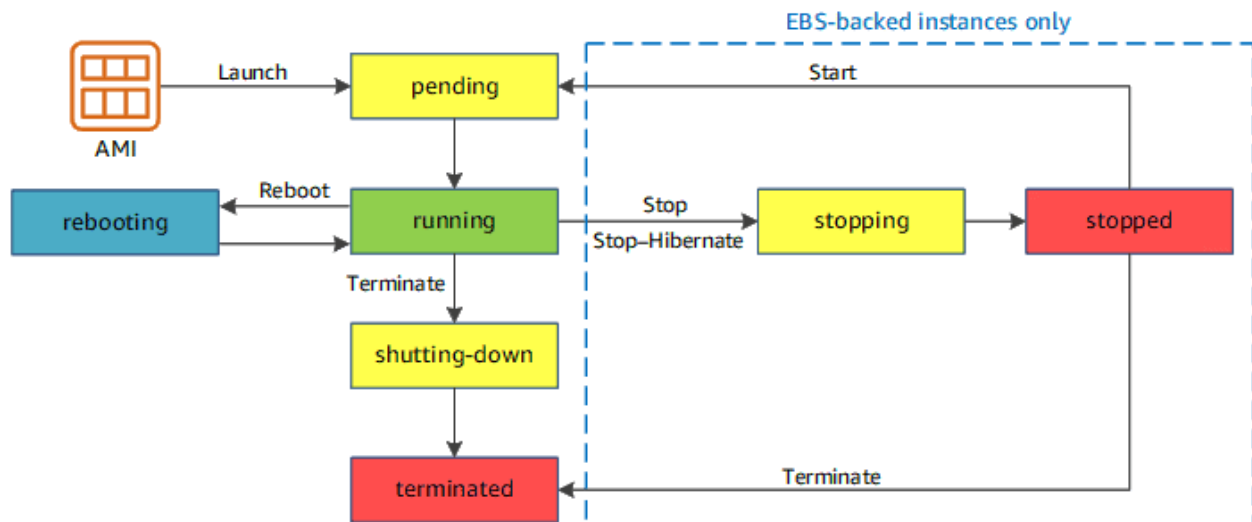 EBS-backed instances only
Launch
pending
Start
AMI
rebooting
Reboot
running
Stop
Stop–Hibernate
stopping
stopped
Terminate
shutting-down
terminated
Terminate